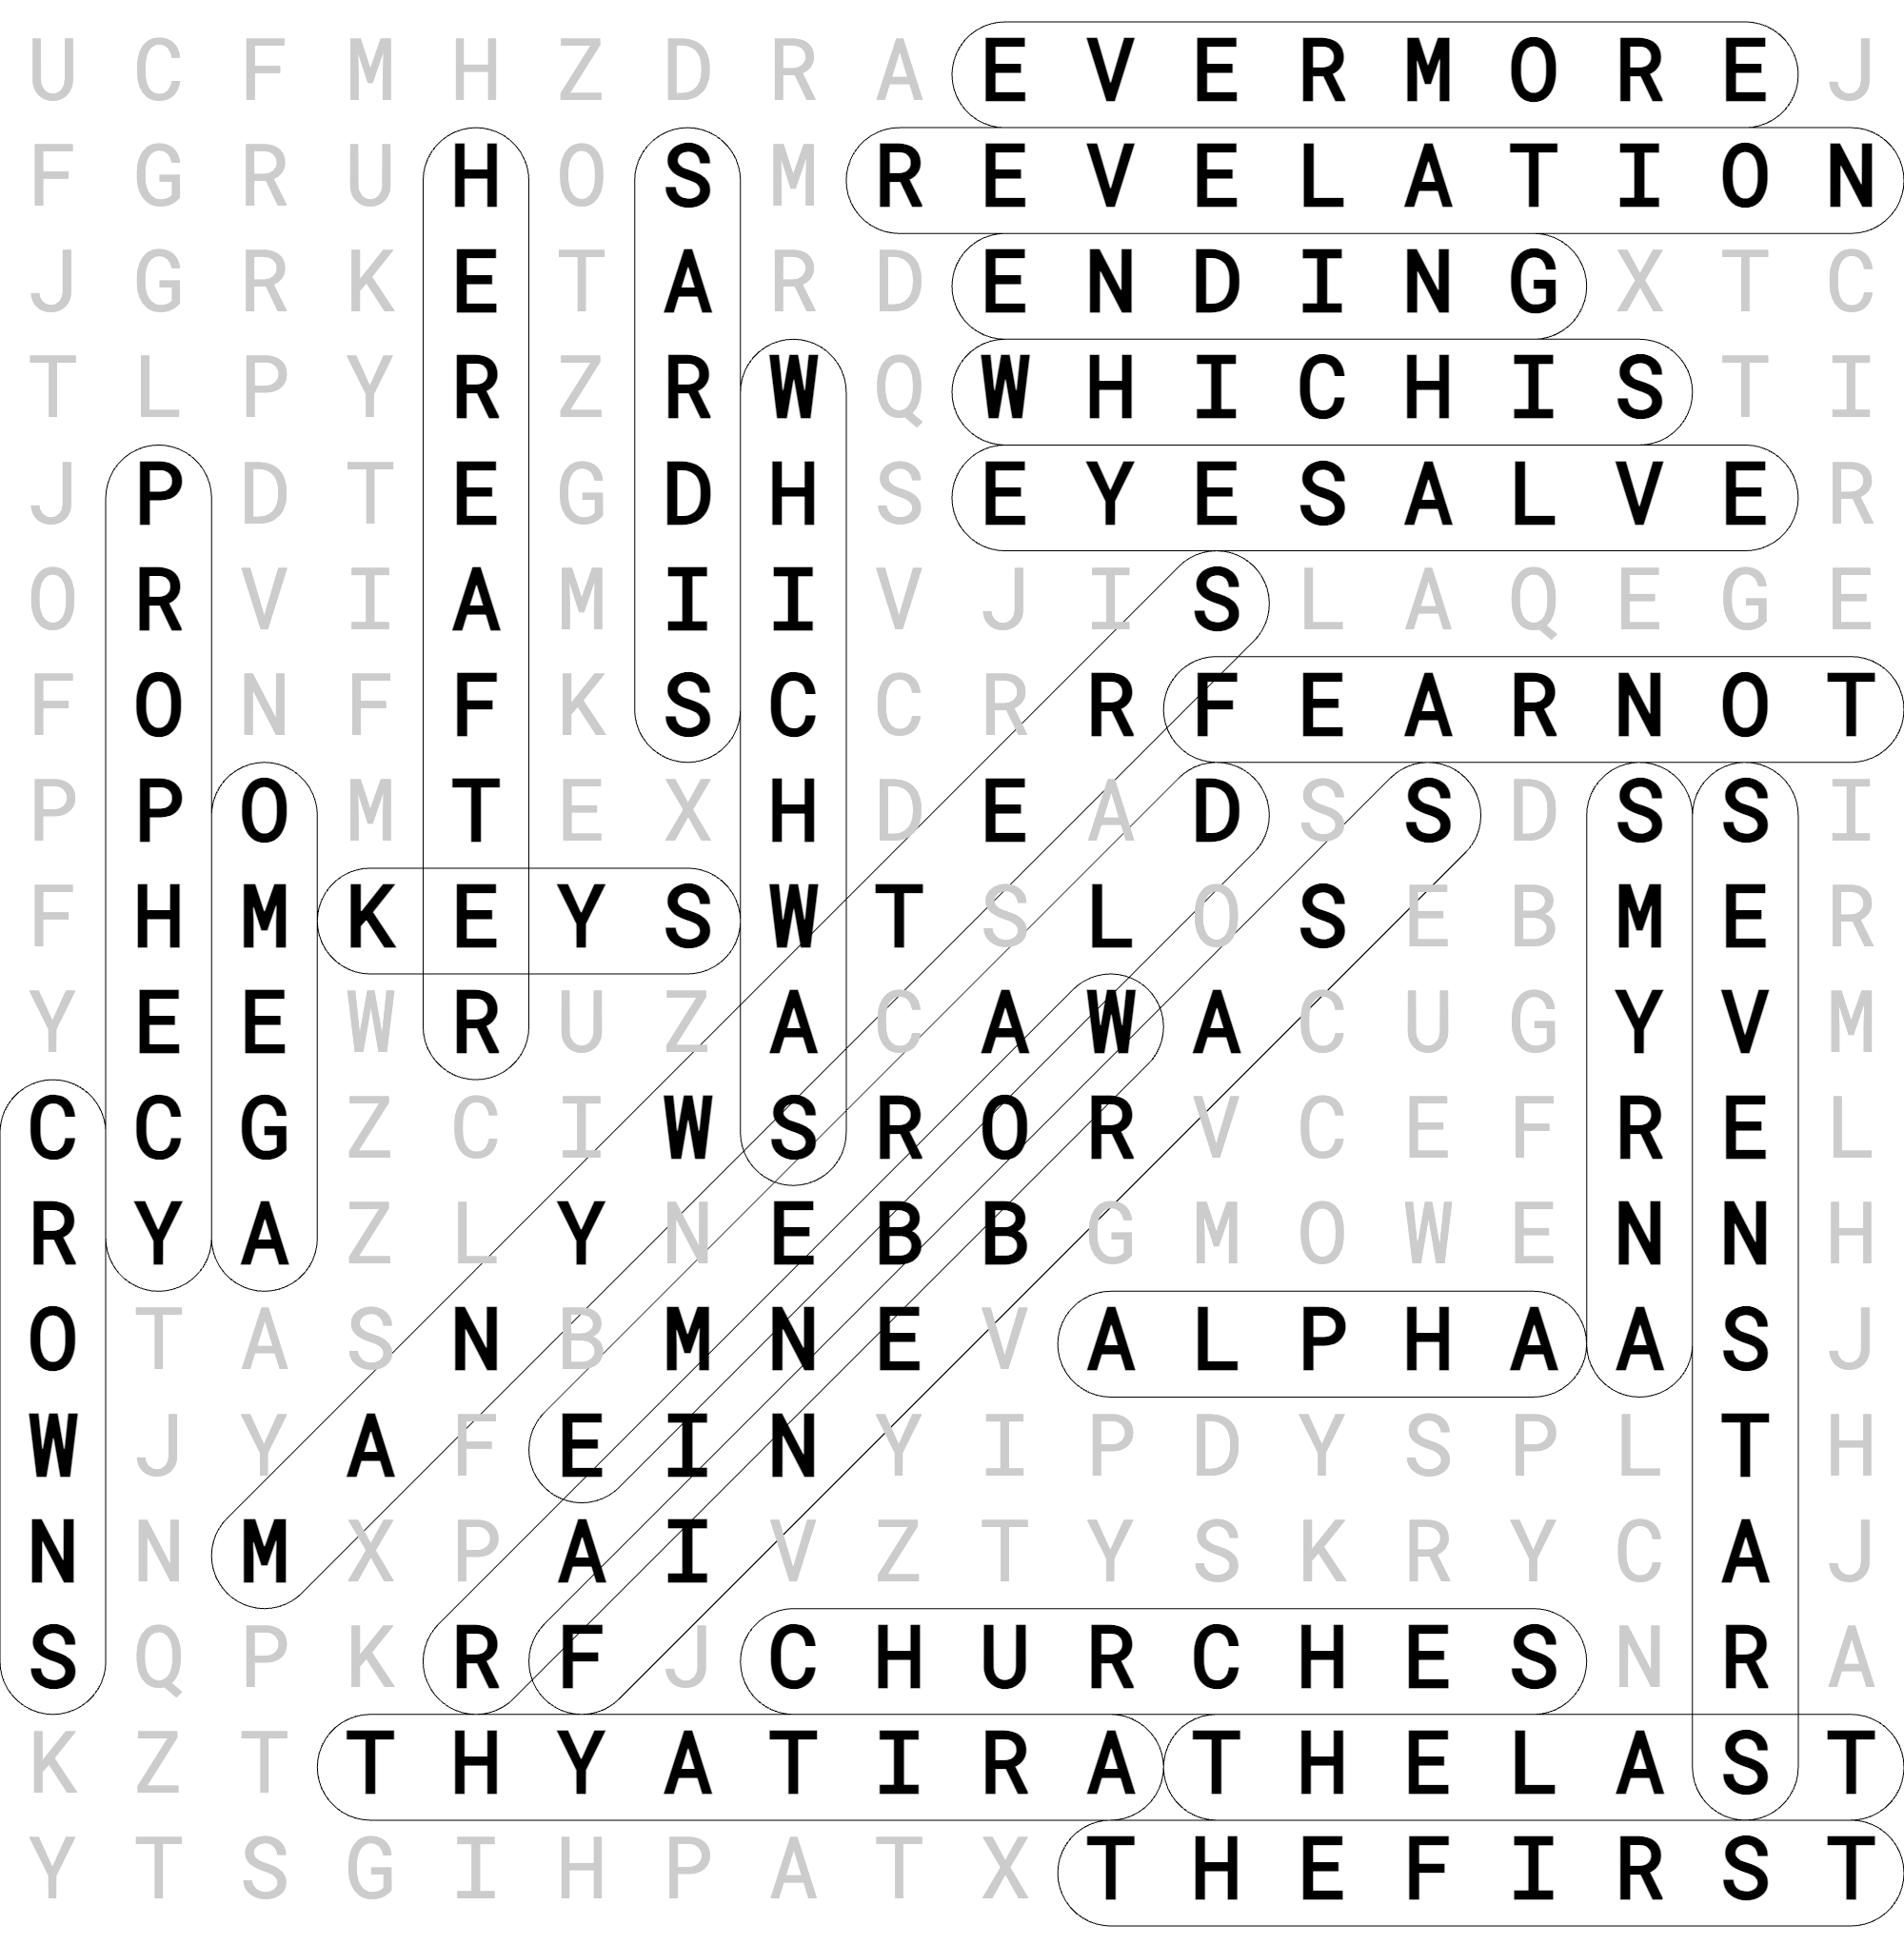 U C F M H Z D R A E V E R M O R E J
F G R U H O S M R E V E L A T I O N
J G R K E T A R D E N D I N G X T C
T L P Y R Z R W Q W H I C H I S T I
J P D T E G D H S E Y E S A L V E R
O R V I A M I I V J I S L A Q E G E
F O N F F K S C C R R F E A R N O T
P P O M T E X H D E A D S S D S S I
F H M K E Y S W T S L O S E B M E R
Y E E W R U Z A C A W A C U G Y V M
C C G Z C I W S R O R V C E F R E L
R Y A Z L Y N E B B G M O W E N N H
O T A S N B M N E V A L P H A A S J
W J Y A F E I N Y I P D Y S P L T H
N N M X P A I V Z T Y S K R Y C A J
S Q P K R F J C H U R C H E S N R A
K Z T T H Y A T I R A T H E L A S T
Y T S G I H P A T X T H E F I R S T